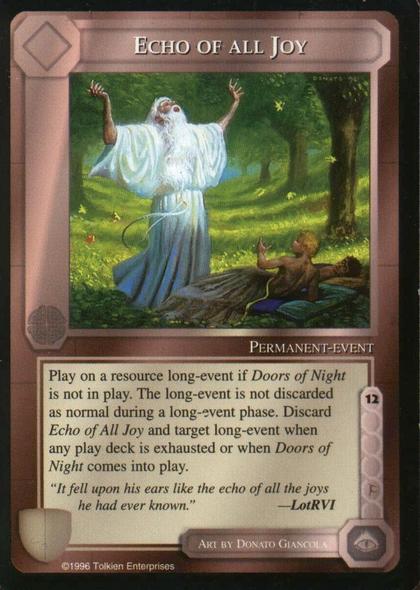 ECHO OF ALL JOY
DONATO 96
PERMANENT-EVENT
Play on a resource long-event if Doors of Night
is not in play. The long-event is not discarded
as normal during a long-event phase. Discard
Echo of All Joy and target long-event when
any play deck is exhausted or when Doors of
Night comes into play.
12
"It fell upon his ears like the echo of all the joys
he had ever known." —LotRVI
F
ART BY DONATO GIANCOLA
©1996 Tolkien Enterprises